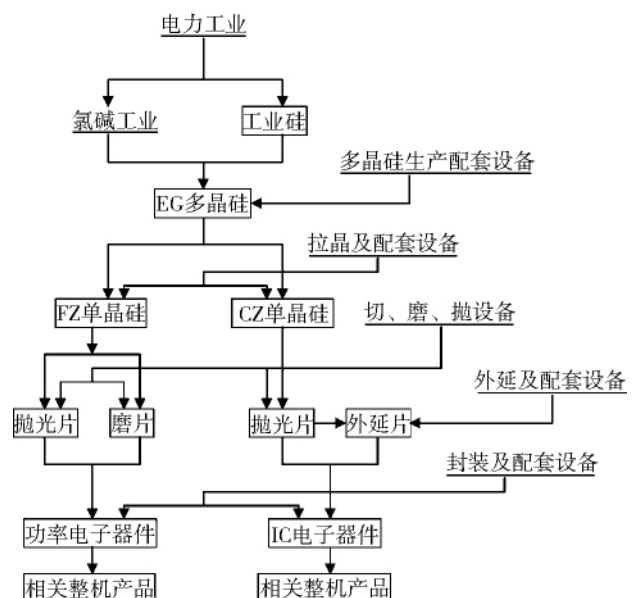 电力工业
氯碱工业
工业硅
多晶硅生产配套设备
EG多晶硅
拉晶及配套设备
FZ单晶硅
CZ单晶硅
切、磨、抛设备
外延及配套设备
抛光片
磨片
抛光片
外延片
封装及配套设备
功率电子器件
IC电子器件
相关整机产品
相关整机产品